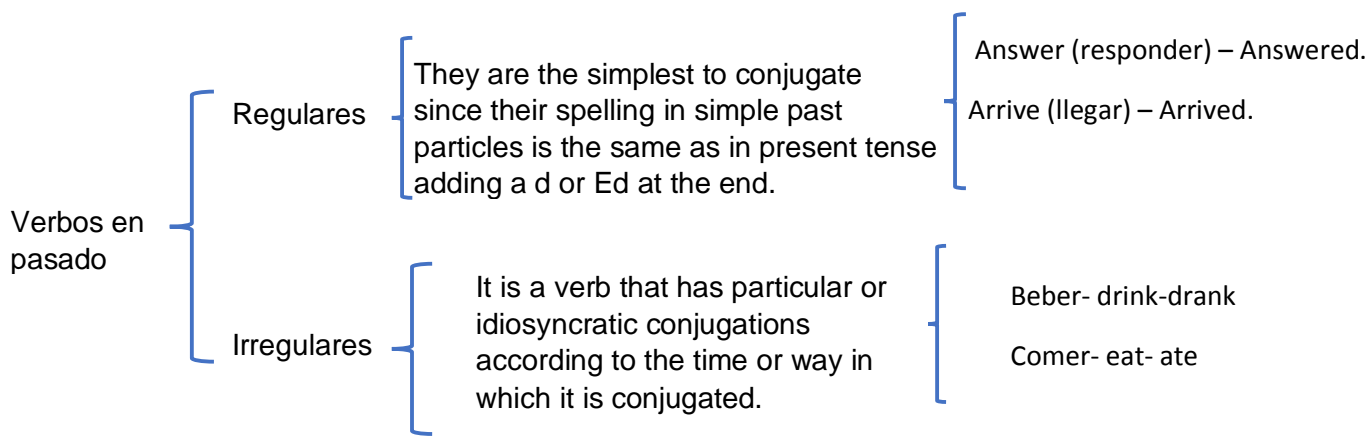 Verbos en
pasado
Regulares
They are the simplest to conjugate
since their spelling in simple past
particles is the same as in present tense
adding a d or Ed at the end.
Answer (responder) – Answered.
Arrive (llegar) – Arrived.
Irregulares
It is a verb that has particular or
idiosyncratic conjugations
according to the time or way in
which it is conjugated.
Beber- drink-drank
Comer- eat- ate